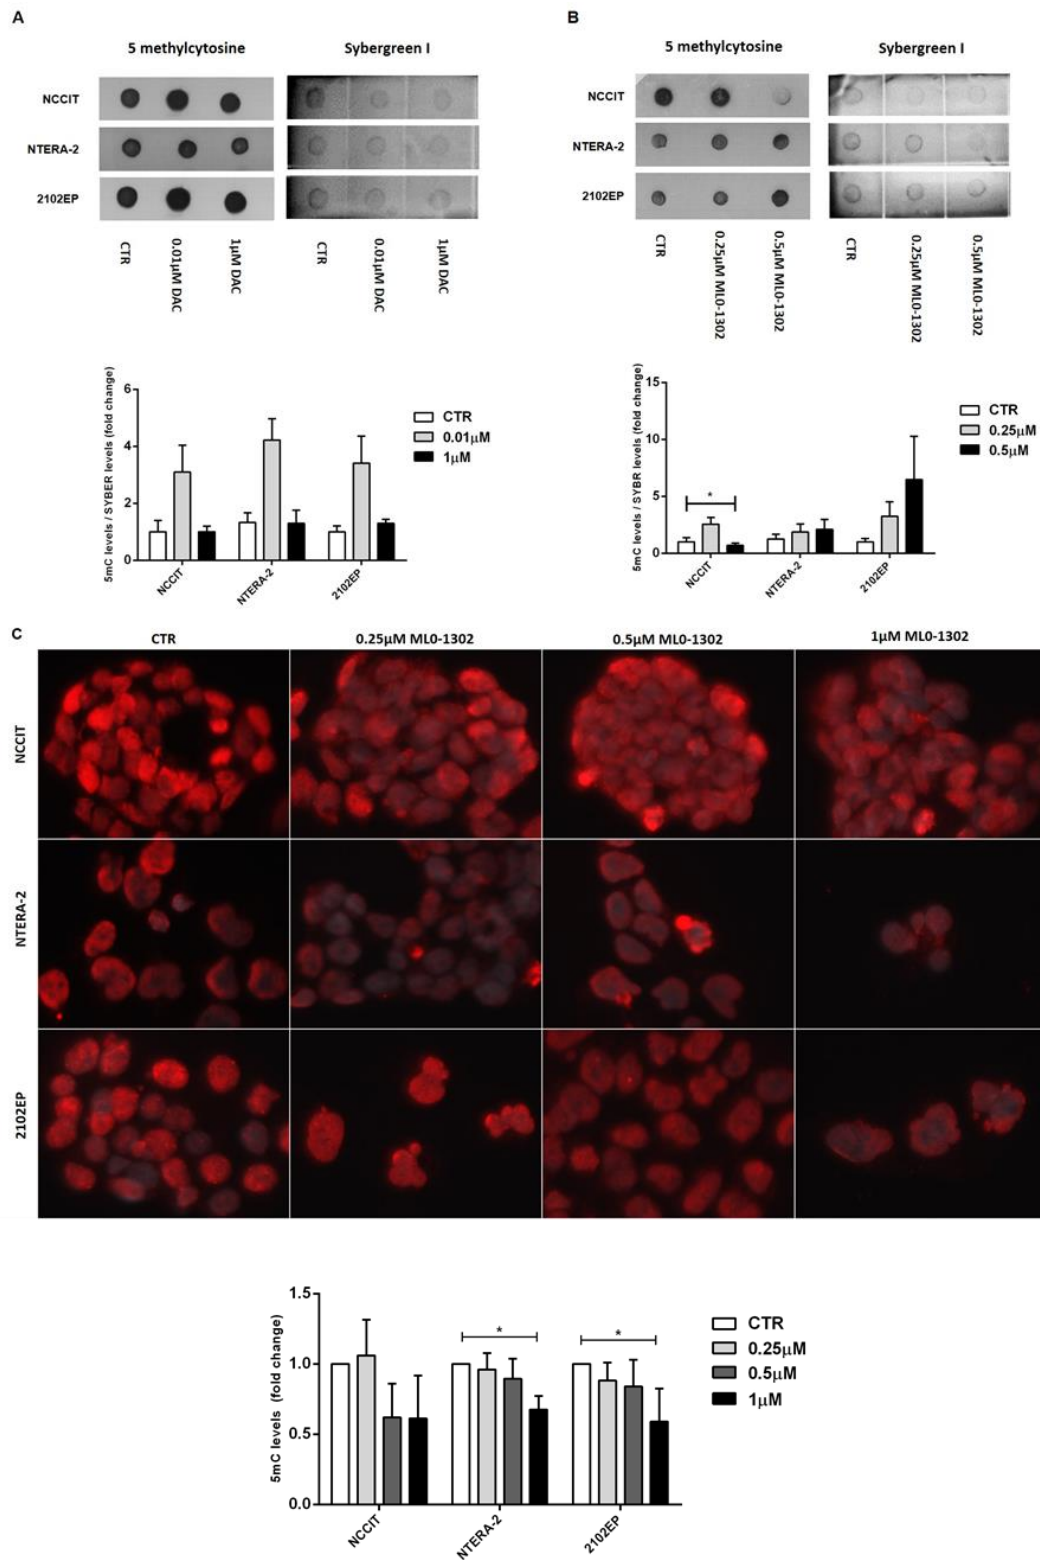 A
5 methylcytosine
Sybergreen I
NCCIT
NTERA-2
2102EP
CTR
0.01µM DAC
1µM DAC
CTR
0.01µM DAC
1µM DAC
5mC levels / SYBER levels (fold change)
6
4
2
0
NCCIT
NTERA-2
2102EP
CTR
0.01µM
1µM
B
5 methylcytosine
Sybergreen I
NCCIT
NTERA-2
2102EP
CTR
0.25µM ML0-1302
0.5µM ML0-1302
CTR
0.25µM ML0-1302
0.5µM ML0-1302
5mC levels / SYBR levels (fold change)
15
10
5
0
*
NCCIT
NTERA-2
2102EP
CTR
0.25µM
0.5µM
C
CTR
0.25µM ML0-1302
0.5µM ML0-1302
1µM ML0-1302
NCCIT
NTERA-2
2102EP
5mC levels (fold change)
1.5
1.0
0.5
0.0
*
*
NCCIT
NTERA-2
2102EP
CTR
0.25µM
0.5µM
1µM